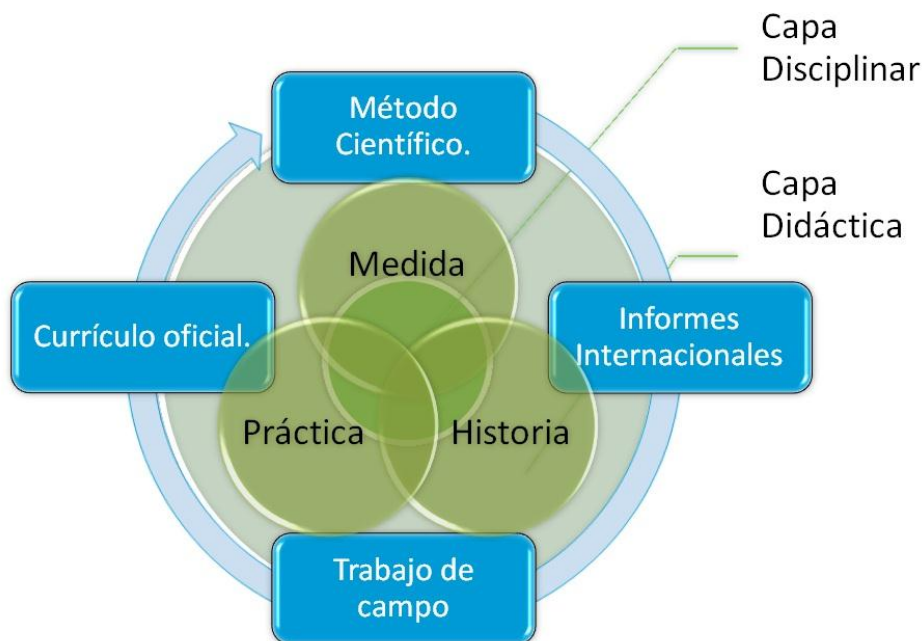 Capa
Disciplinar
Método
Científico.
Capa
Didáctica
Medida
Currículo oficial.
Informes
Internacionales
Práctica
Historia
Trabajo de
campo